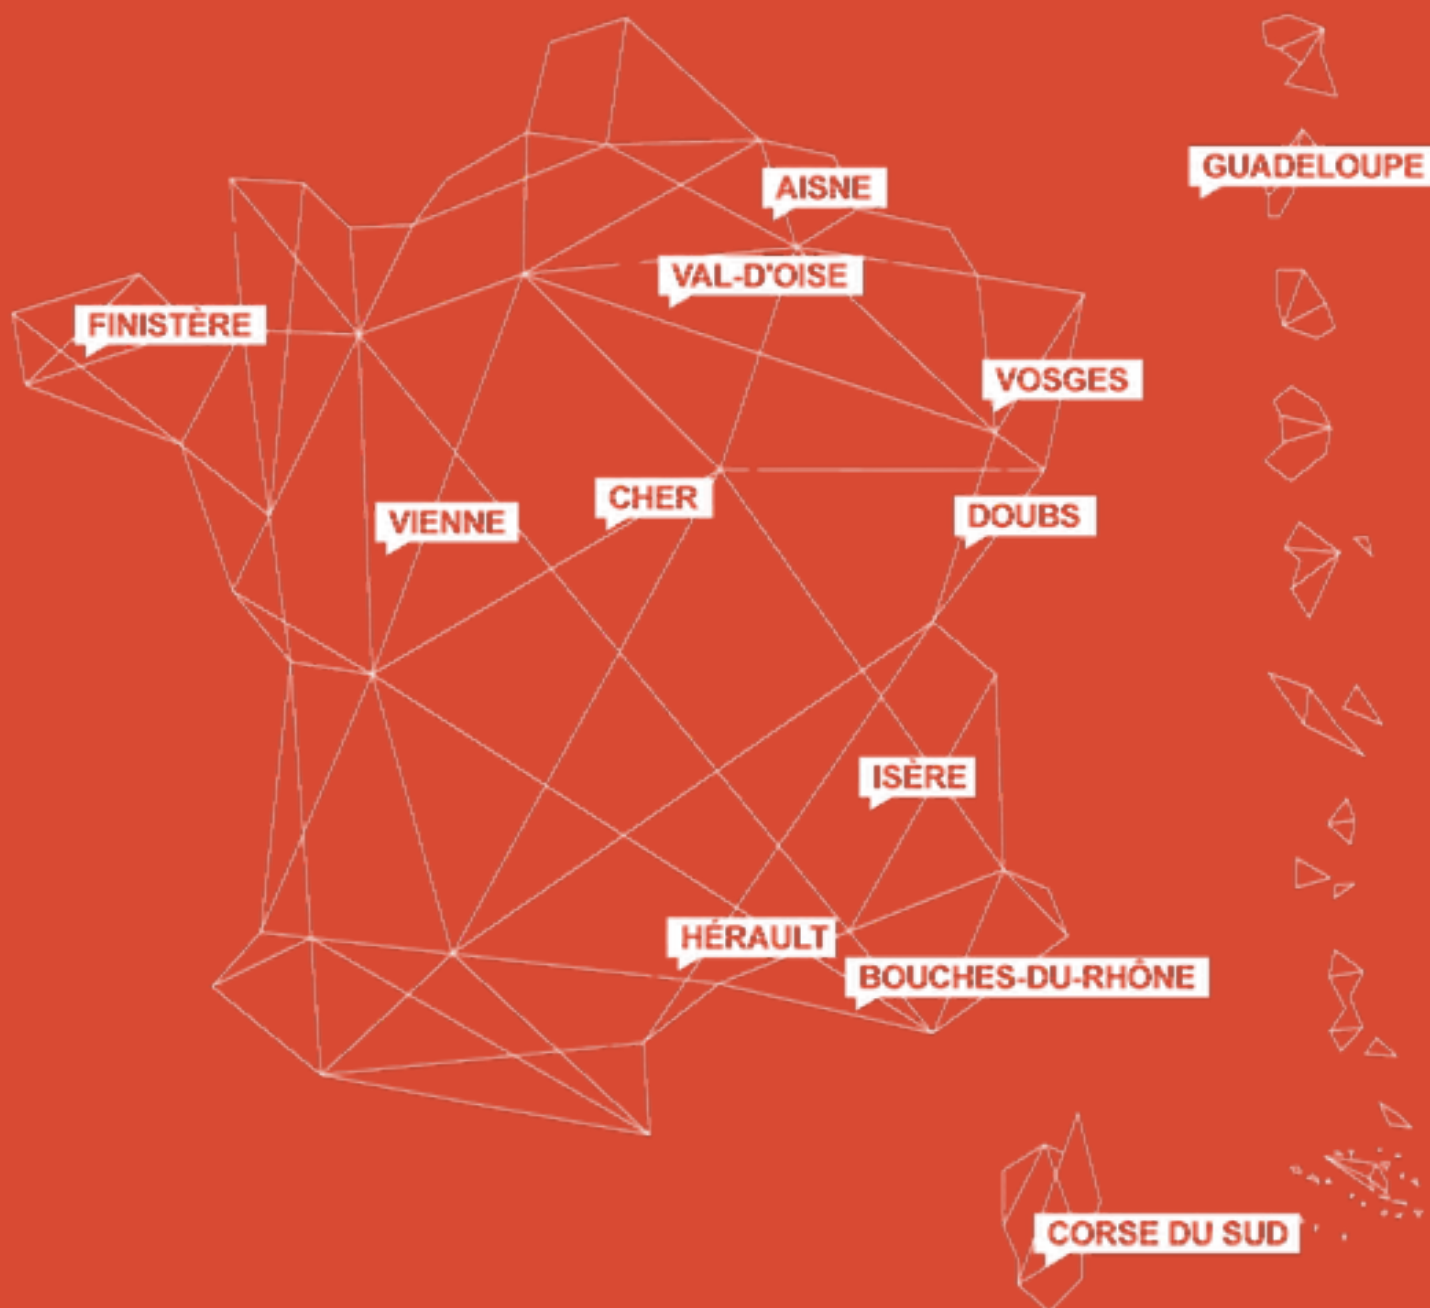 GUADELOUPE
AISNE
VAL-D'OISE
FINISTÈRE
VOSGES
CHER
VIENNE
DOUBS
ISÈRE
HÉRAULT
BOUCHES-DU-RHÔNE
CORSE DU SUD